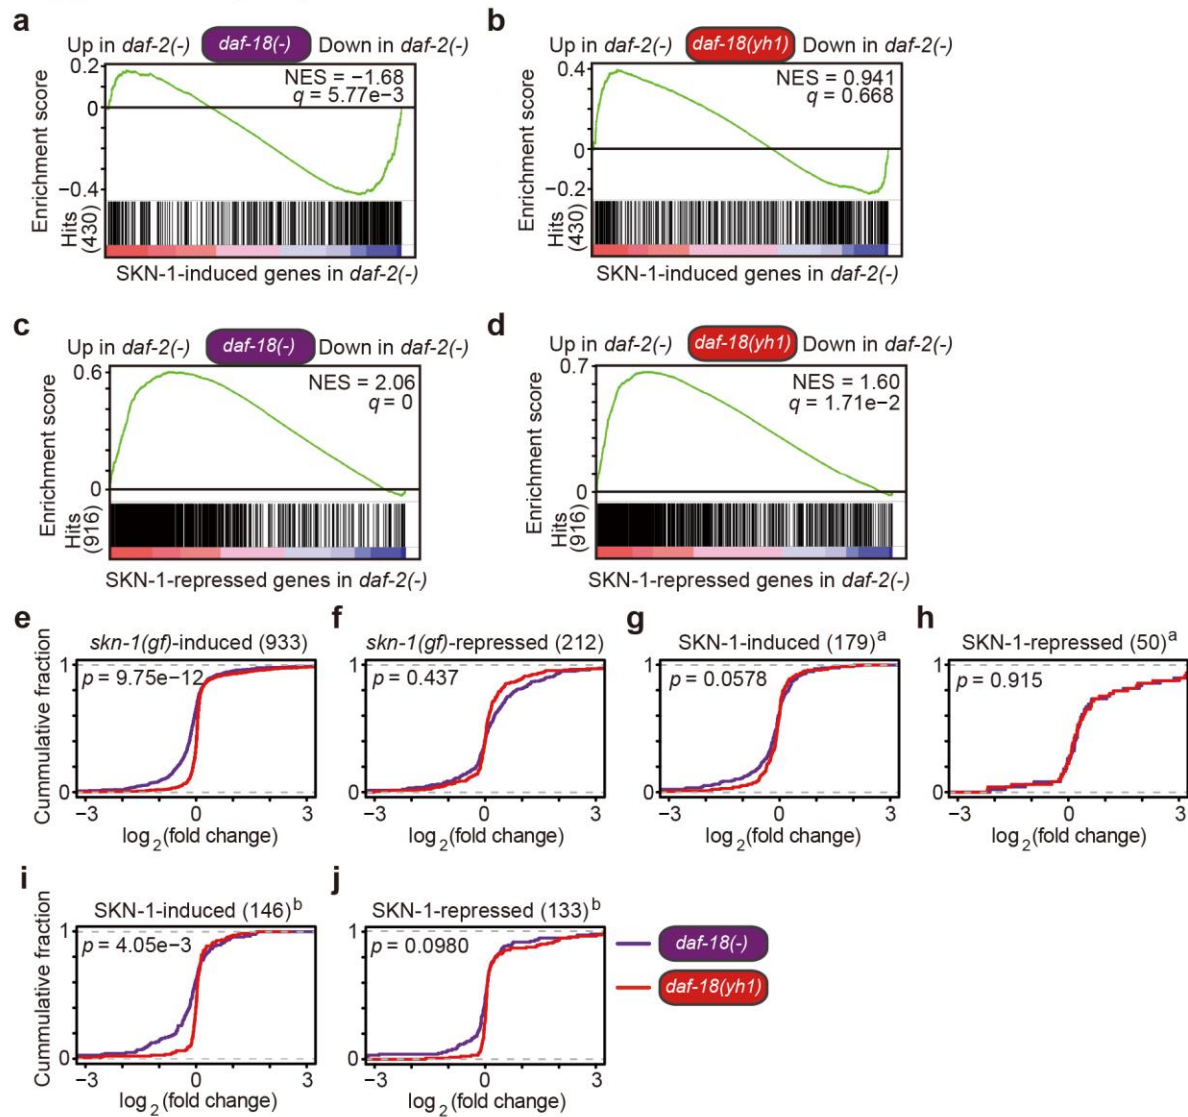 a
Up in daf-2(-) daf-18(-) Down in daf-2(-)
Enrichment score
0.2
0
−0.4
NES = −1.68
q = 5.77e−3
Hits
(430)
SKN-1-induced genes in daf-2(-)
b
Up in daf-2(-) daf-18(yh1) Down in daf-2(-)
Enrichment score
0.4
0
−0.2
NES = 0.941
q = 0.668
Hits
(430)
SKN-1-induced genes in daf-2(-)
c
Up in daf-2(-) daf-18(-) Down in daf-2(-)
Enrichment score
0.6
0
NES = 2.06
q = 0
Hits
(916)
SKN-1-repressed genes in daf-2(-)
d
Up in daf-2(-) daf-18(yh1) Down in daf-2(-)
Enrichment score
0.7
0
NES = 1.60
q = 1.71e−2
Hits
(916)
SKN-1-repressed genes in daf-2(-)
e
skn-1(gf)-induced (933)
Cummulative fraction
1
0
p = 9.75e−12
−3 0 3
log2(fold change)
f
skn-1(gf)-repressed (212)
1
0
p = 0.437
−3 0 3
log2(fold change)
g
SKN-1-induced (179)a
1
0
p = 0.0578
−3 0 3
log2(fold change)
h
SKN-1-repressed (50)a
1
0
p = 0.915
−3 0 3
log2(fold change)
i
SKN-1-induced (146)b
Cummulative fraction
1
0
p = 4.05e−3
−3 0 3
log2(fold change)
j
SKN-1-repressed (133)b
1
0
p = 0.0980
−3 0 3
log2(fold change)
daf-18(-)
daf-18(yh1)